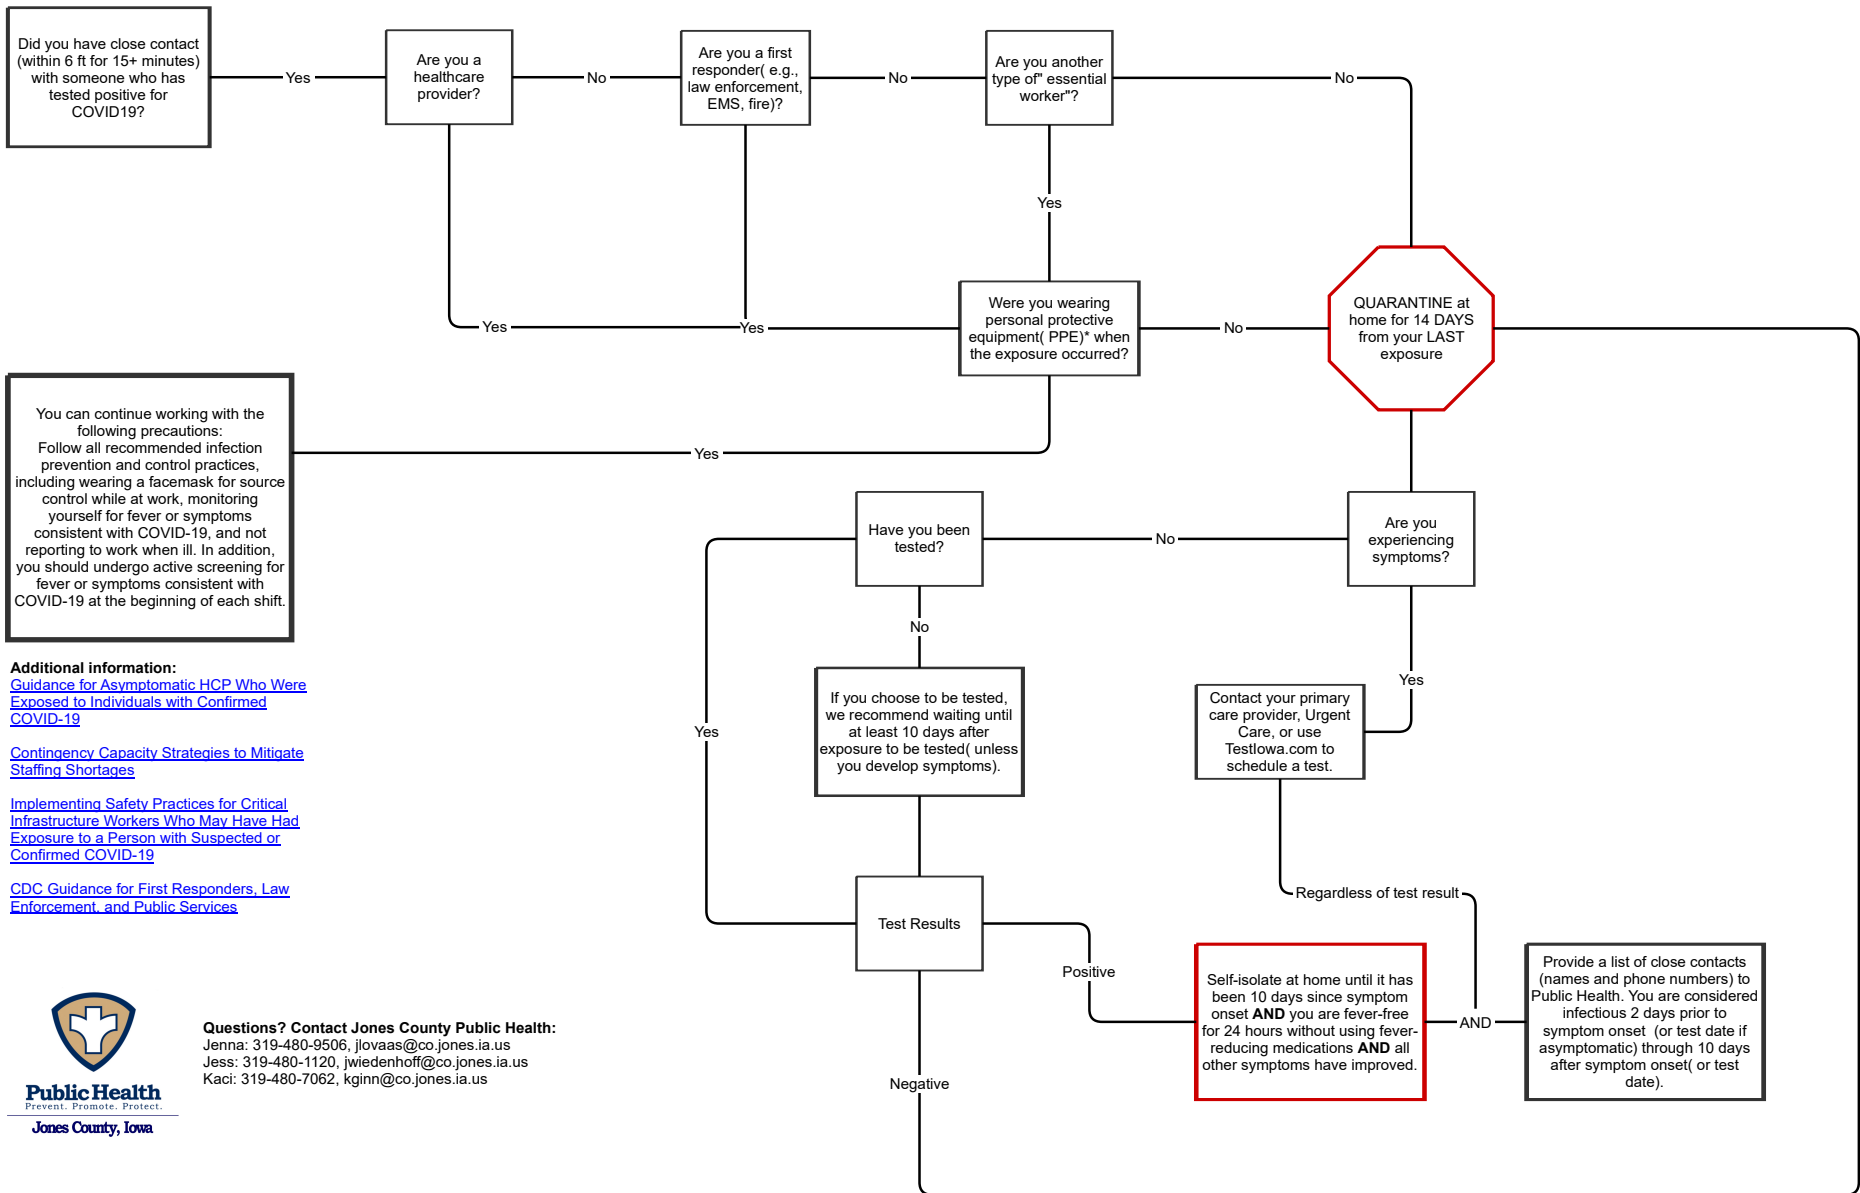 Did you have close contact
(within 6 ft for 15+ minutes)
with someone who has
tested positive for
COVID19?
Yes
Are you a
healthcare
provider?
No
Are you a first
responder( e.g.,
law enforcement,
EMS, fire)?
No
Are you another
type of" essential
worker"?
No
Yes
Yes
Yes
Were you wearing
personal protective
equipment( PPE)* when
the exposure occurred?
No
QUARANTINE at
home for 14 DAYS
from your LAST
exposure
Yes
You can continue working with the
following precautions:
Follow all recommended infection
prevention and control practices,
including wearing a facemask for source
control while at work, monitoring
yourself for fever or symptoms
consistent with COVID-19, and not
reporting to work when ill. In addition,
you should undergo active screening for
fever or symptoms consistent with
COVID-19 at the beginning of each shift.
Have you been
tested?
No
Are you
experiencing
symptoms?
No
Yes
Yes
If you choose to be tested,
we recommend waiting until
at least 10 days after
exposure to be tested( unless
you develop symptoms).
Contact your primary
care provider, Urgent
Care, or use
TestIowa.com to
schedule a test.
Additional information:
Guidance for Asymptomatic HCP Who Were
Exposed to Individuals with Confirmed
COVID-19
Contingency Capacity Strategies to Mitigate
Staffing Shortages
Implementing Safety Practices for Critical
Infrastructure Workers Who May Have Had
Exposure to a Person with Suspected or
Confirmed COVID-19
CDC Guidance for First Responders, Law
Enforcement, and Public Services
Regardless of test result
Test Results
Positive
Negative
Self-isolate at home until it has
been 10 days since symptom
onset AND you are fever-free
for 24 hours without using fever-
reducing medications AND all
other symptoms have improved.
AND
Provide a list of close contacts
(names and phone numbers) to
Public Health. You are considered
infectious 2 days prior to
symptom onset (or test date if
asymptomatic) through 10 days
after symptom onset( or test
date).
Public Health
Prevent. Promote. Protect.
Jones County, Iowa
Questions? Contact Jones County Public Health:
Jenna: 319-480-9506, jlovaas@co.jones.ia.us
Jess: 319-480-1120, jwiedenhoff@co.jones.ia.us
Kaci: 319-480-7062, kginn@co.jones.ia.us